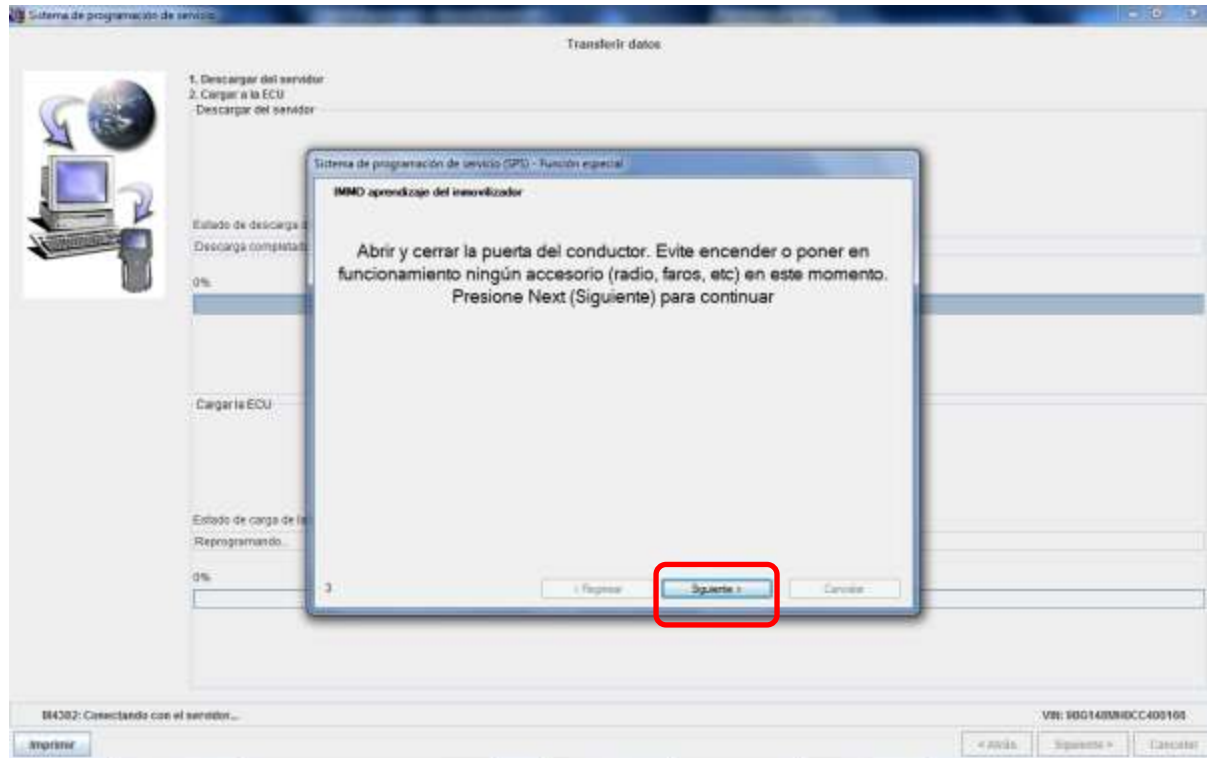 Sistema de programación de servicio
Transferir datos
1. Descargar del servidor
2. Cargar a la ECU
Descargar del servidor
Sistema de programación de servicio (SPS) - Función especial
IMMO aprendizaje del inmovilizador
Estado de descarga
Descarga completada
Abrir y cerrar la puerta del conductor. Evite encender o poner en
funcionamiento ningún accesorio (radio, faros, etc) en este momento.
Presione Next (Siguiente) para continuar
0%
Cargar la ECU
Estado de carga de la
Reprogramando...
0%
3
< Regresar
Siguiente >
Cancelar
Conectando con el servidor...
VIN:
Imprimir
< Atrás
Siguiente >
Cancelar